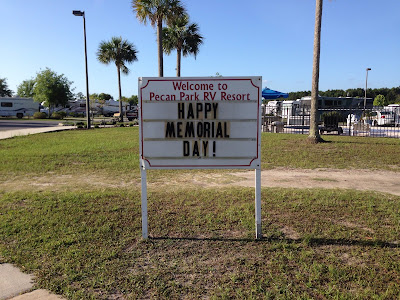 Welcome to
Pecan Park RV Resort
HAPPY
MEMORIAL
DAY!